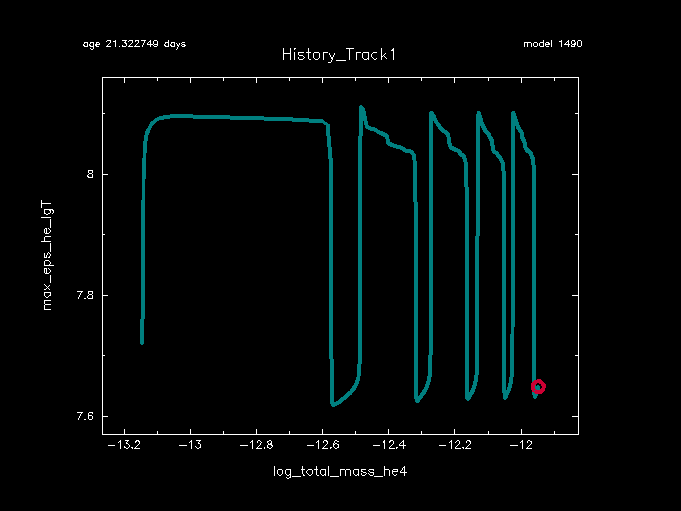 age 21.322749 days
model 1490
History_Track1
max_eps_he_lgT
8
7.8
7.6
−13.2 −13 −12.8 −12.6 −12.4 −12.2 −12
log_total_mass_he4